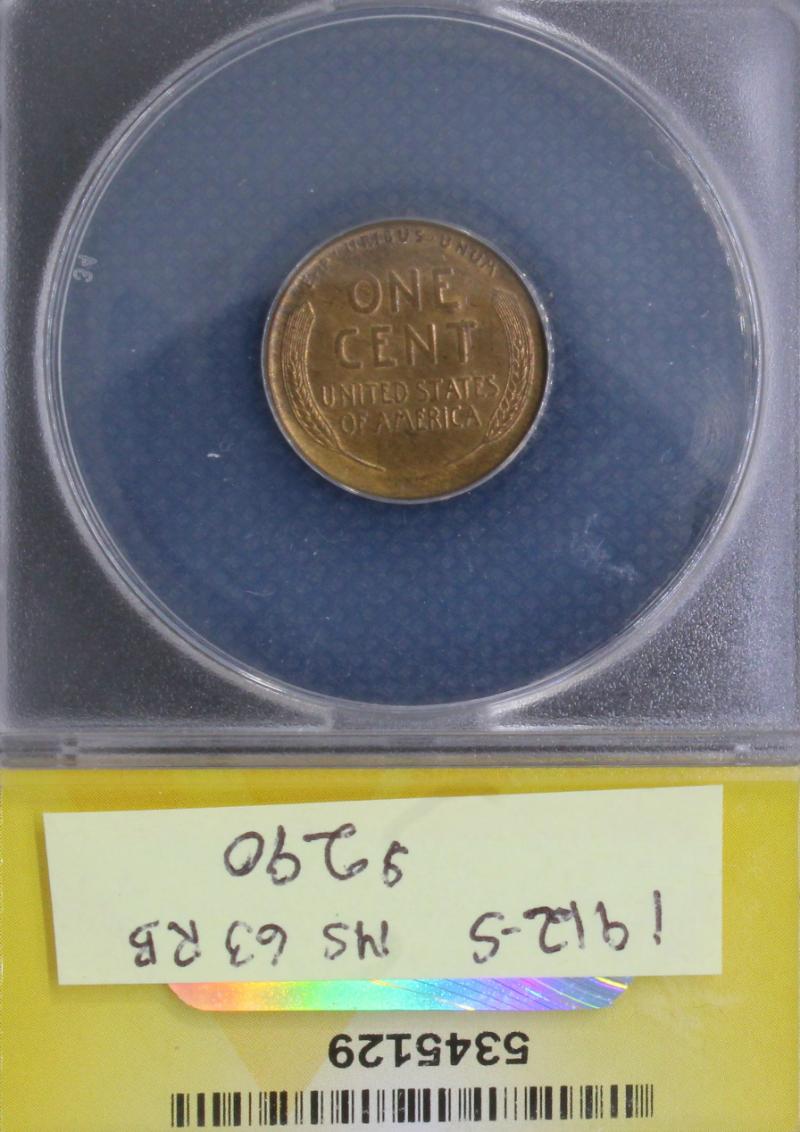 E·PLURIBUS·UNUM
ONE
CENT
UNITED STATES
OF AMERICA
5345129
1912-S MS 63 RB
$290